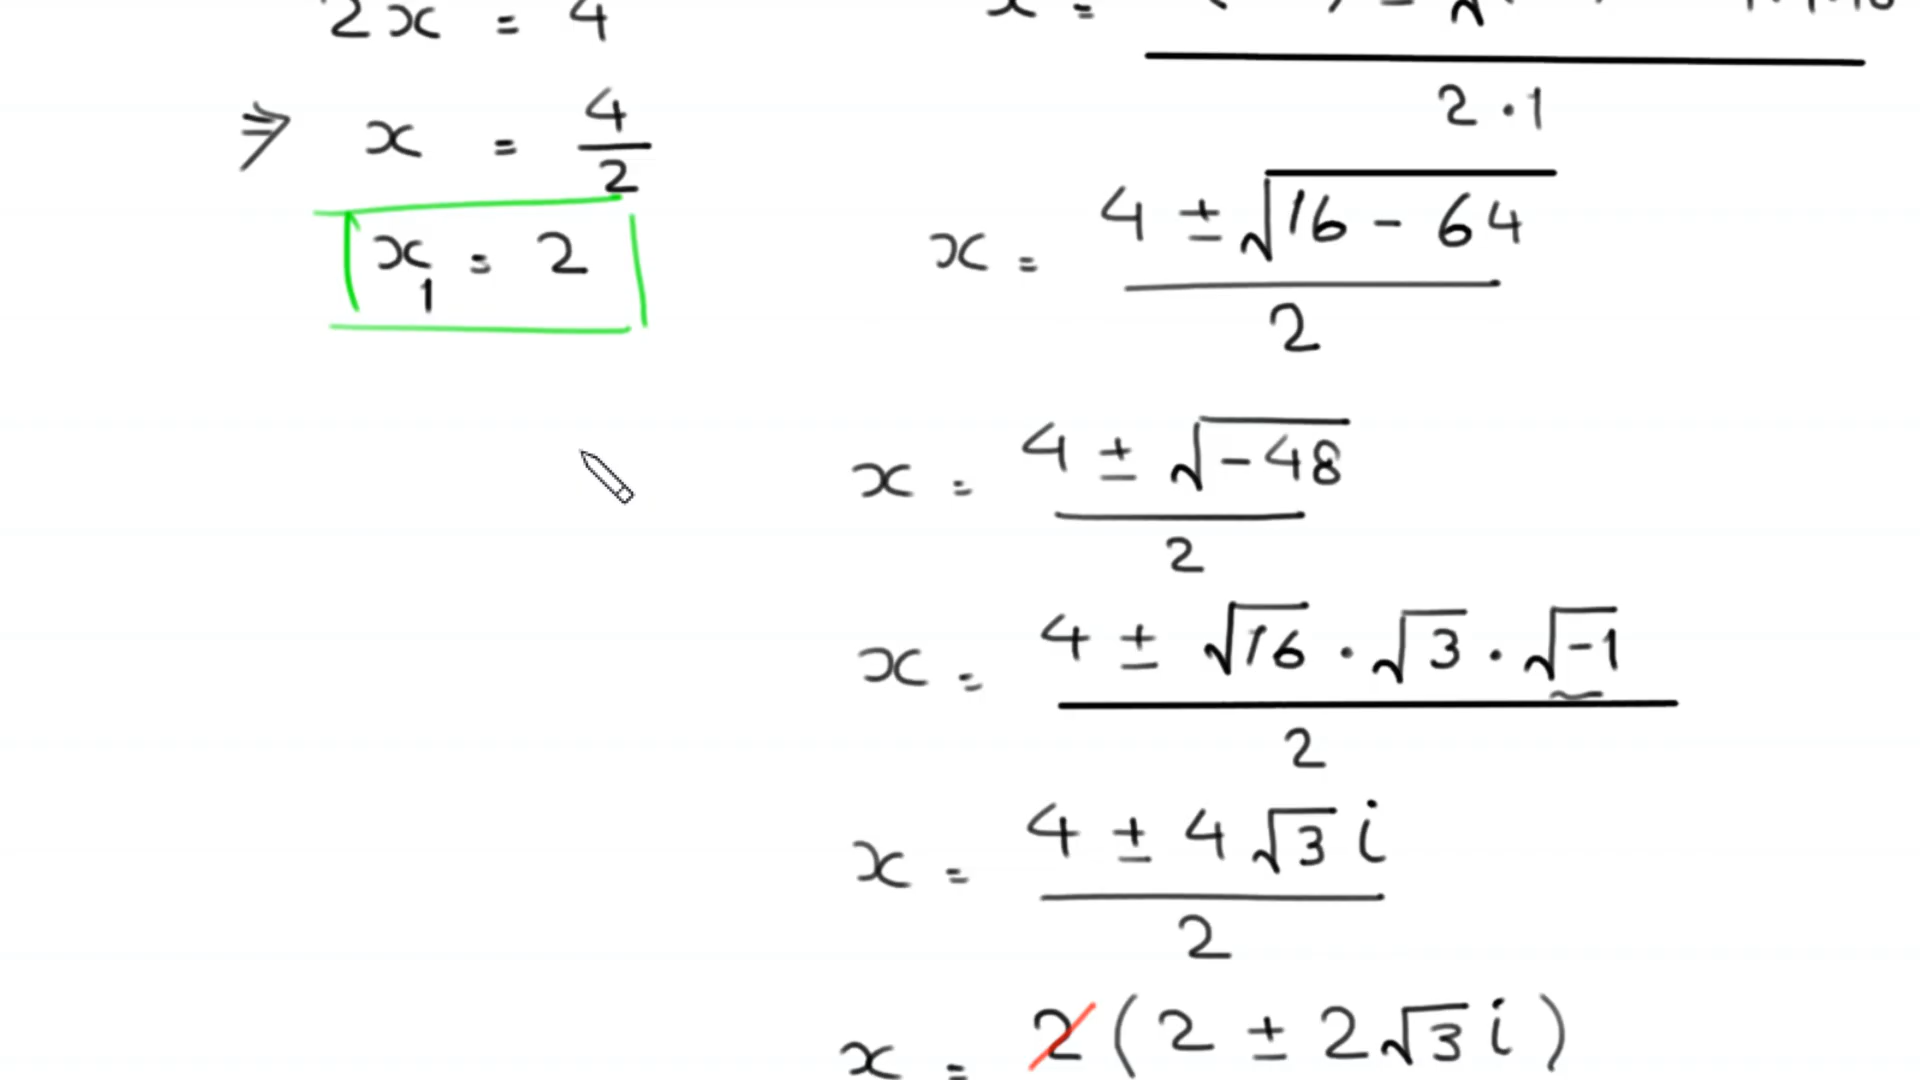 2x = 4
⇒ x = 4/2
x₁ = 2
x =
2 · 1
x = (4 ± √(16 - 64))/2
x = (4 ± √(-48))/2
x = (4 ± √16 · √3 · √-1)/2
x = (4 ± 4√3 i)/2
x = 2(2 ± 2√3 i)